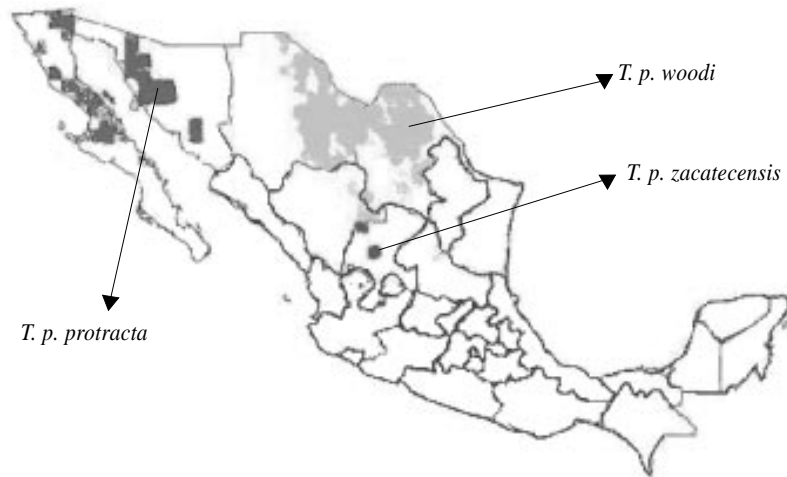 T. p. woodi
T. p. zacatecensis
T. p. protracta